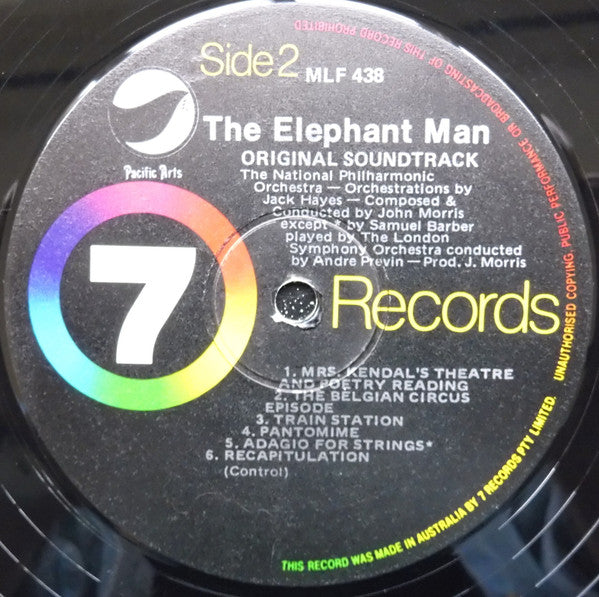 Side 2 MLF 438
Pacific Arts
The Elephant Man
ORIGINAL SOUNDTRACK
The National Philharmonic
Orchestra — Orchestrations by
Jack Hayes — Composed &
Conducted by John Morris
except * by Samuel Barber
played by The London
Symphony Orchestra conducted
by Andre Previn — Prod. J. Morris
7 Records
1. MRS. KENDAL'S THEATRE
AND POETRY READING
2. THE BELGIAN CIRCUS
EPISODE
3. TRAIN STATION
4. PANTOMIME
5. ADAGIO FOR STRINGS*
6. RECAPITULATION
(Control)
THIS RECORD WAS MADE IN AUSTRALIA BY 7 RECORDS PTY LIMITED. UNAUTHORISED COPYING, PUBLIC PERFORMANCE OR BROADCASTING OF THIS RECORD PROHIBITED